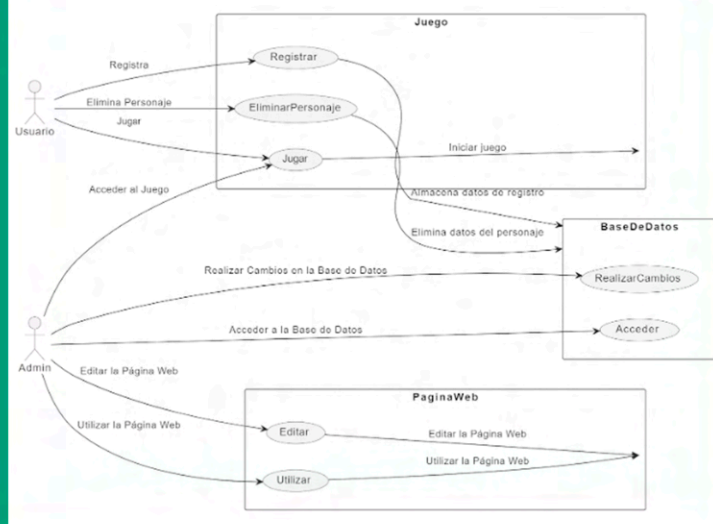 Juego
Registra
Registrar
Elimina Personaje
EliminarPersonaje
Usuario
Jugar
Jugar
Iniciar juego
Acceder al Juego
Almacena datos de registro
BaseDeDatos
Elimina datos del personaje
Realizar Cambios en la Base de Datos
RealizarCambios
Acceder a la Base de Datos
Acceder
Admin
Editar la Página Web
PaginaWeb
Utilizar la Página Web
Editar
Editar la Página Web
Utilizar la Página Web
Utilizar